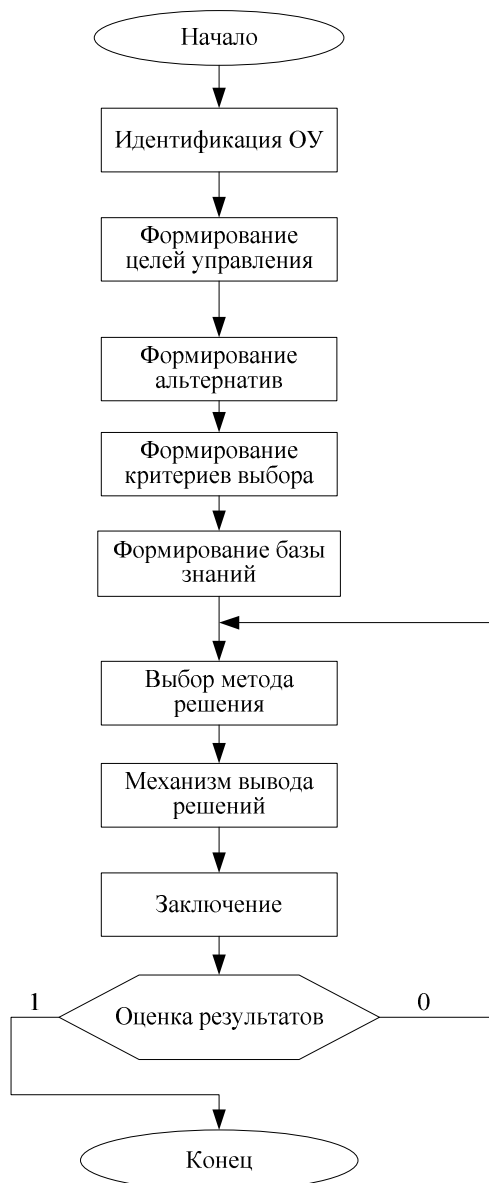 Начало
Идентификация ОУ
Формирование
целей управления
Формирование
альтернатив
Формирование
критериев выбора
Формирование базы
знаний
Выбор метода
решения
Механизм вывода
решений
Заключение
1
Оценка результатов
0
Конец